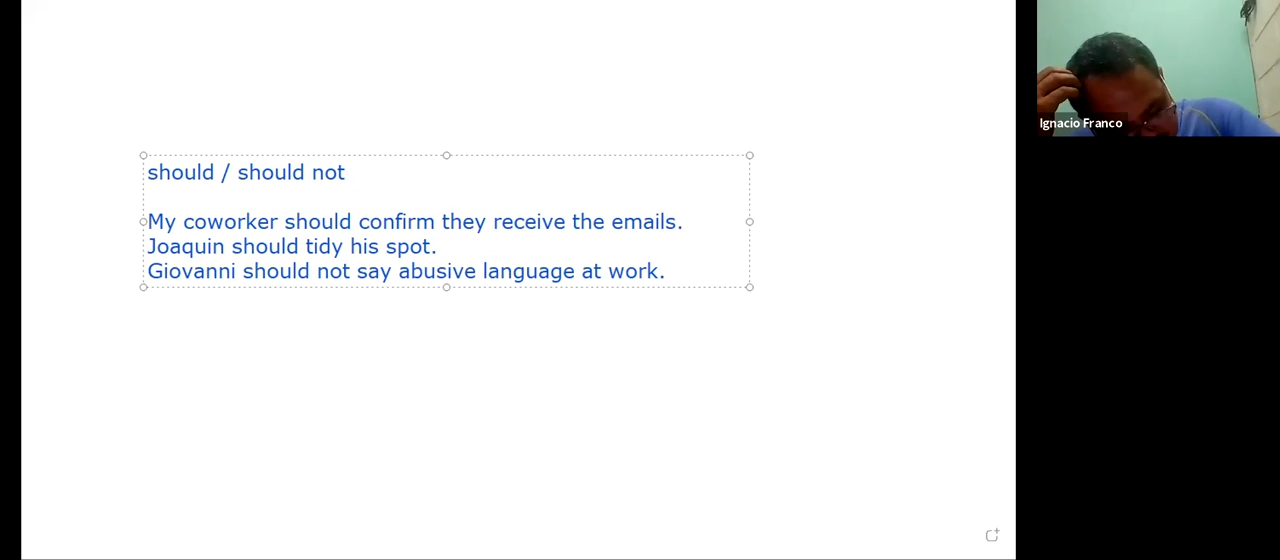 should / should not
My coworker should confirm they receive the emails.
Joaquin should tidy his spot.
Giovanni should not say abusive language at work.
Ignacio Franco